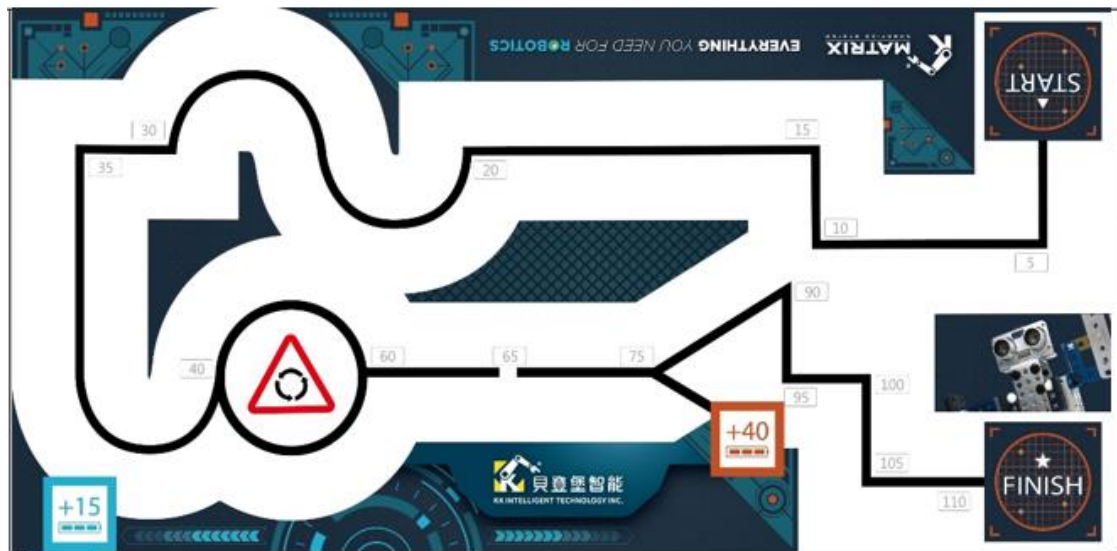 EVERYTHING YOU NEED FOR ROBOTICS
MATRIX
START
30
15
35
20
10
5
90
60
65
75
40
100
95
+40
105
貝登堡智能
KK INTELLIGENT TECHNOLOGY INC.
FINISH
+15
110